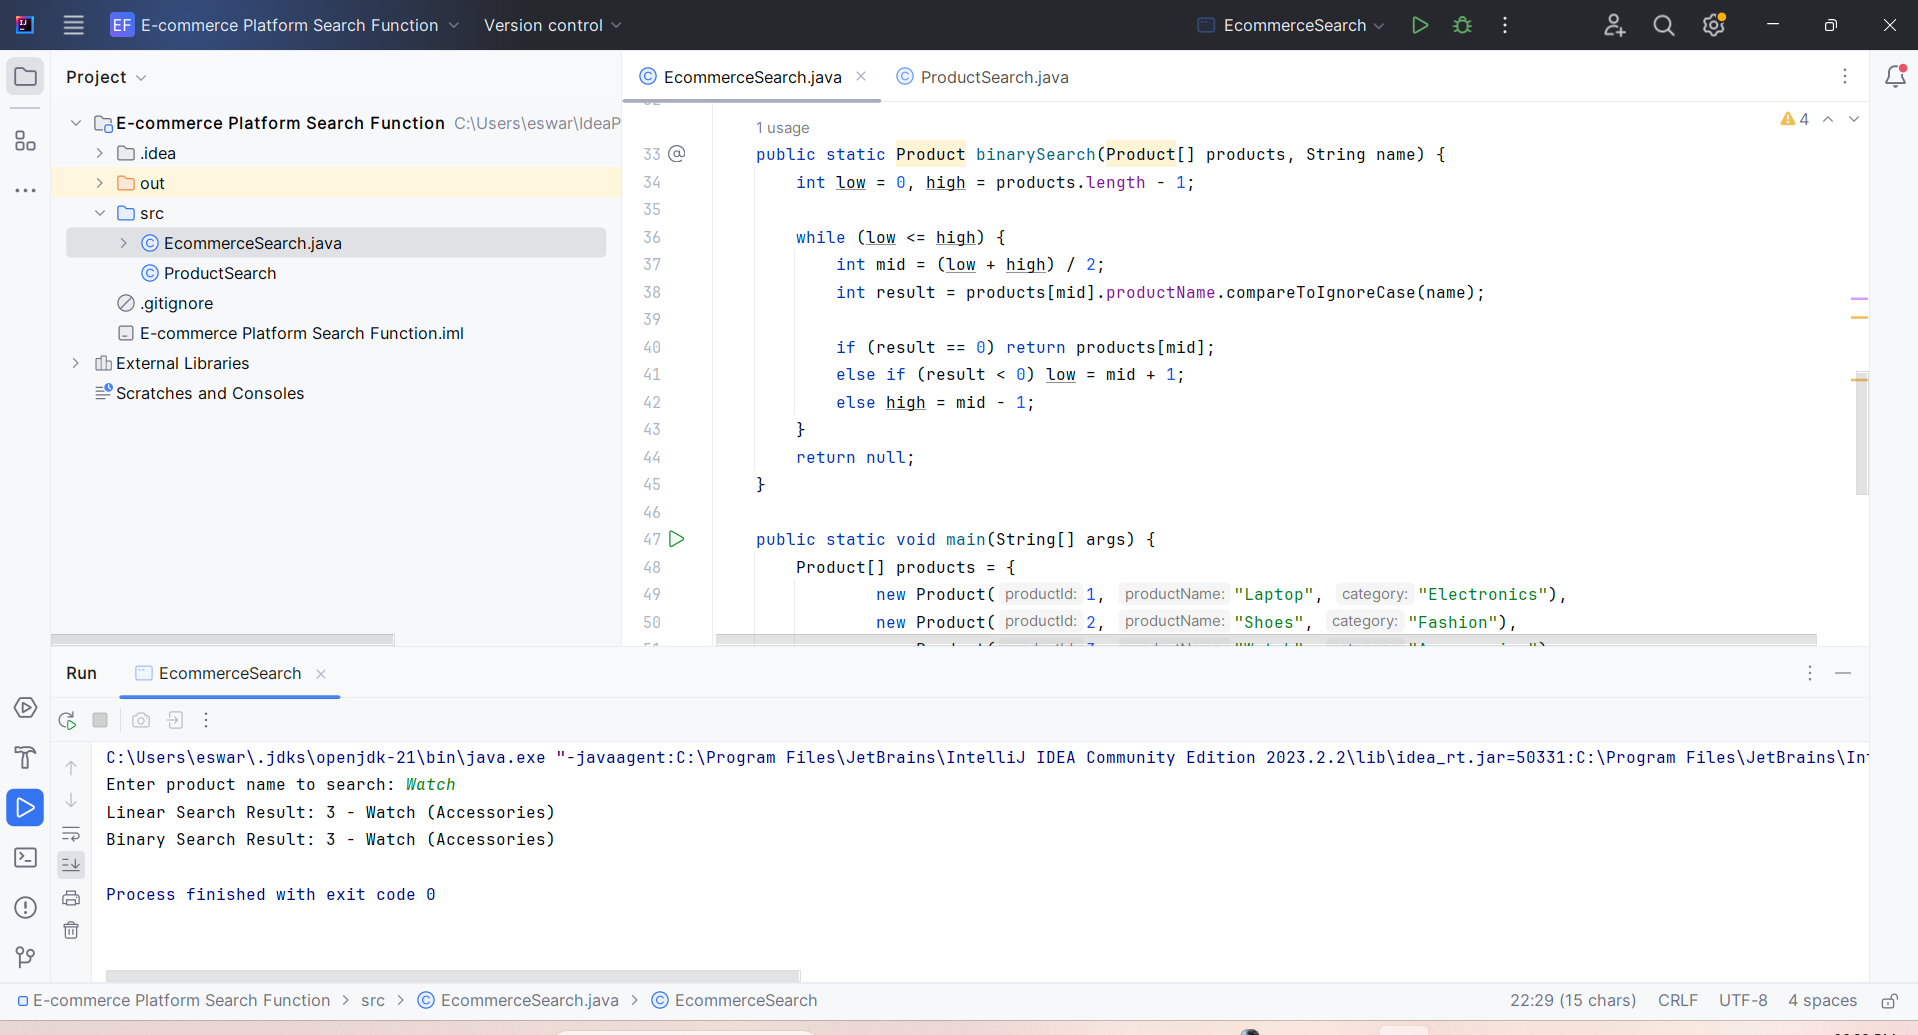 EF E-commerce Platform Search Function
Version control
EcommerceSearch
Project
EcommerceSearch.java
ProductSearch.java
E-commerce Platform Search Function C:\Users\eswar\IdeaP
.idea
out
src
EcommerceSearch.java
ProductSearch
.gitignore
E-commerce Platform Search Function.iml
External Libraries
Scratches and Consoles
4
1 usage
33 @ public static Product binarySearch(Product[] products, String name) {
34 int low = 0, high = products.length - 1;
35
36 while (low <= high) {
37 int mid = (low + high) / 2;
38 int result = products[mid].productName.compareToIgnoreCase(name);
39
40 if (result == 0) return products[mid];
41 else if (result < 0) low = mid + 1;
42 else high = mid - 1;
43 }
44 return null;
45 }
46
47 public static void main(String[] args) {
48 Product[] products = {
49 new Product( productId: 1, productName: "Laptop", category: "Electronics"),
50 new Product( productId: 2, productName: "Shoes", category: "Fashion"),
Run
EcommerceSearch
C:\Users\eswar\.jdks\openjdk-21\bin\java.exe "-javaagent:C:\Program Files\JetBrains\IntelliJ IDEA Community Edition 2023.2.2\lib\idea_rt.jar=50331:C:\Program Files\JetBrains\Int
Enter product name to search: Watch
Linear Search Result: 3 - Watch (Accessories)
Binary Search Result: 3 - Watch (Accessories)
Process finished with exit code 0
E-commerce Platform Search Function > src > EcommerceSearch.java > EcommerceSearch
22:29 (15 chars) CRLF UTF-8 4 spaces